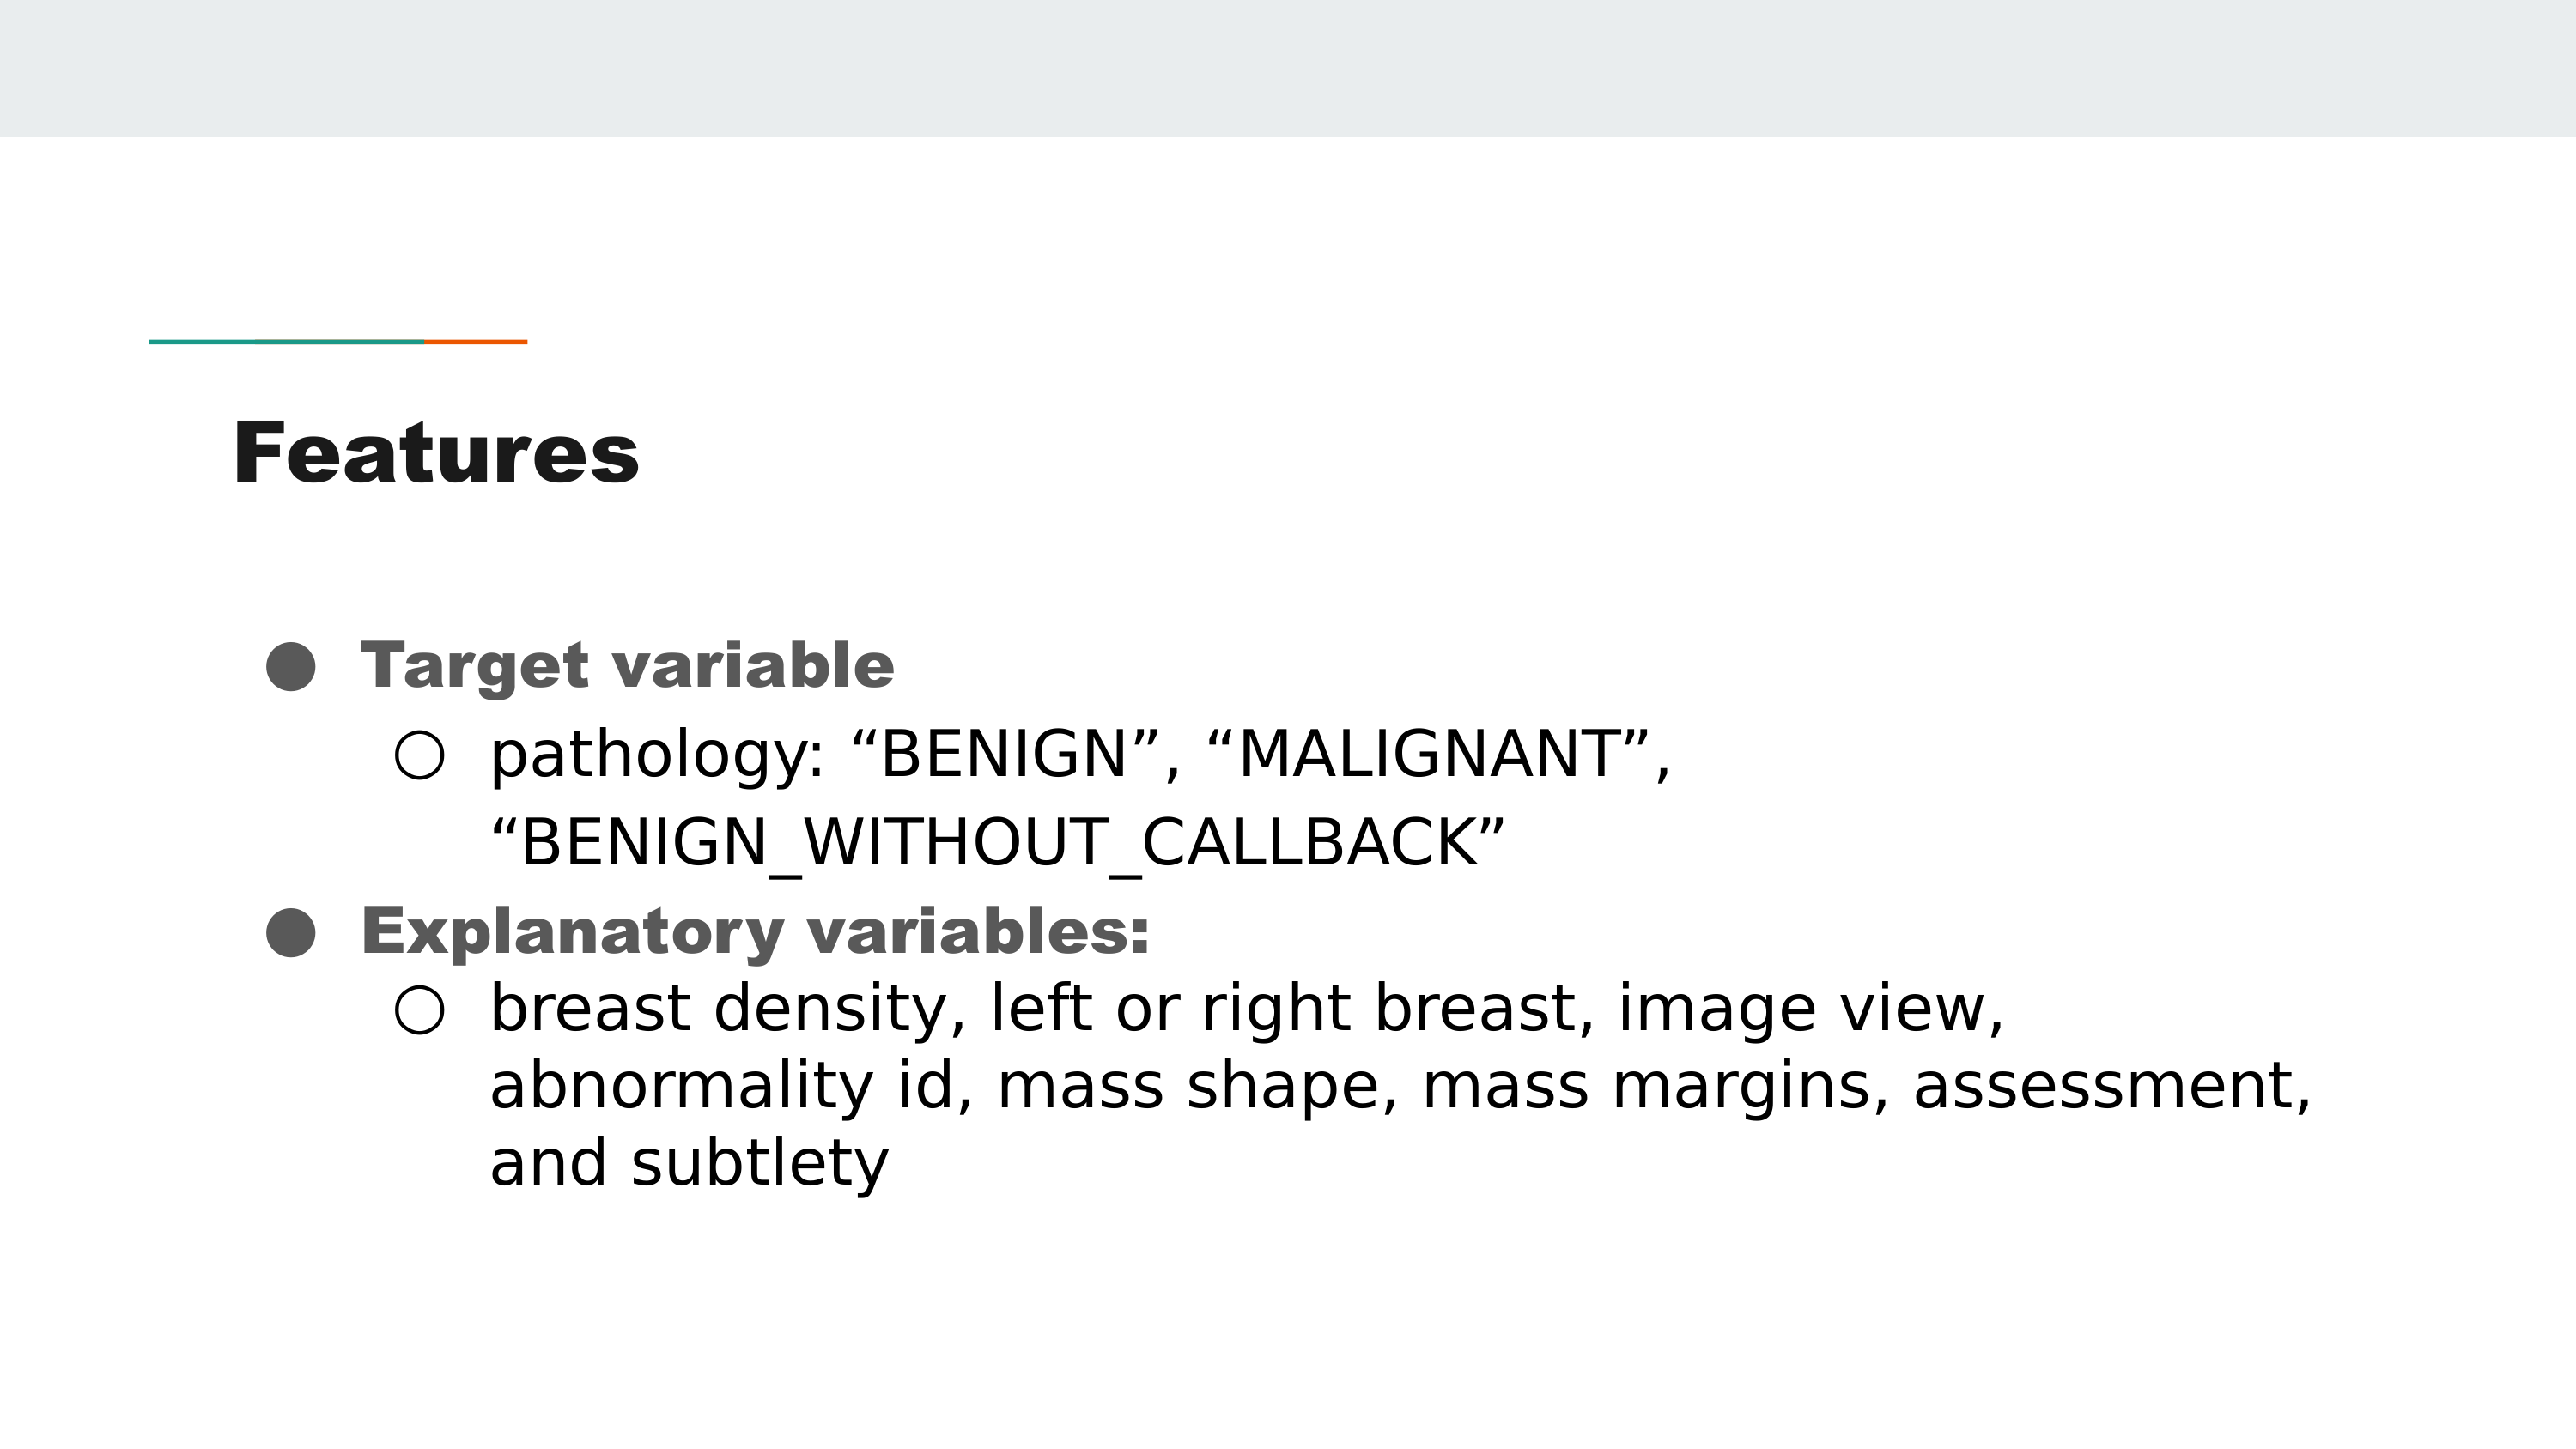 Features
● Target variable
○ pathology: “BENIGN”, “MALIGNANT”,
“BENIGN_WITHOUT_CALLBACK”
● Explanatory variables:
○ breast density, left or right breast, image view,
abnormality id, mass shape, mass margins, assessment,
and subtlety